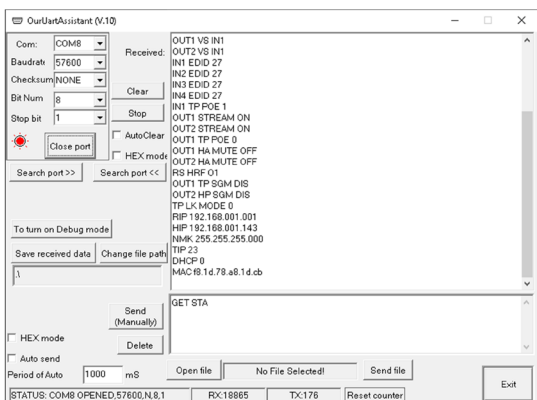 OurUartAssistant (V.10)
Com: COM8
Received:
Baudrate 57600
Checksum NONE
Bit Num 8
Stop bit 1
Clear
Stop
AutoClear
HEX mode
Close port
Search port >> Search port <<
To turn on Debug mode
Save received data Change file path
.\
OUT1 VS IN1
OUT2 VS IN1
IN1 EDID 27
IN2 EDID 27
IN3 EDID 27
IN4 EDID 27
IN1 TP POE 1
OUT1 STREAM ON
OUT2 STREAM ON
OUT1 TP POE 0
OUT1 HA MUTE OFF
OUT2 HA MUTE OFF
RS HRF O1
OUT1 TP SGM DIS
OUT2 HP SGM DIS
TP LK MODE 0
RIP 192.168.001.001
HIP 192.168.001.143
NMK 255.255.255.000
TIP 23
DHCP 0
MAC f8.1d.78.a8.1d.cb
Send
(Manually)
GET STA
HEX mode
Delete
Auto send
Period of Auto 1000 mS
Open file No File Selected! Send file
Exit
STATUS: COM8 OPENED,57600,N,8,1 RX:18865 TX:176 Reset counter